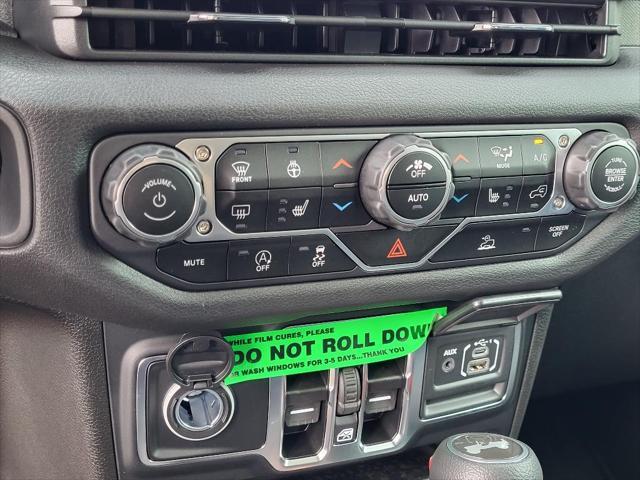 FRONT
OFF
AUTO
MODE
A/C
VOLUME
TUNE
BROWSE
ENTER
MUTE
A
OFF
OFF
SCREEN
OFF
WHILE FILM CURES, PLEASE
DO NOT ROLL DOW
WASH WINDOWS FOR 3-5 DAYS...THANK YOU
AUX